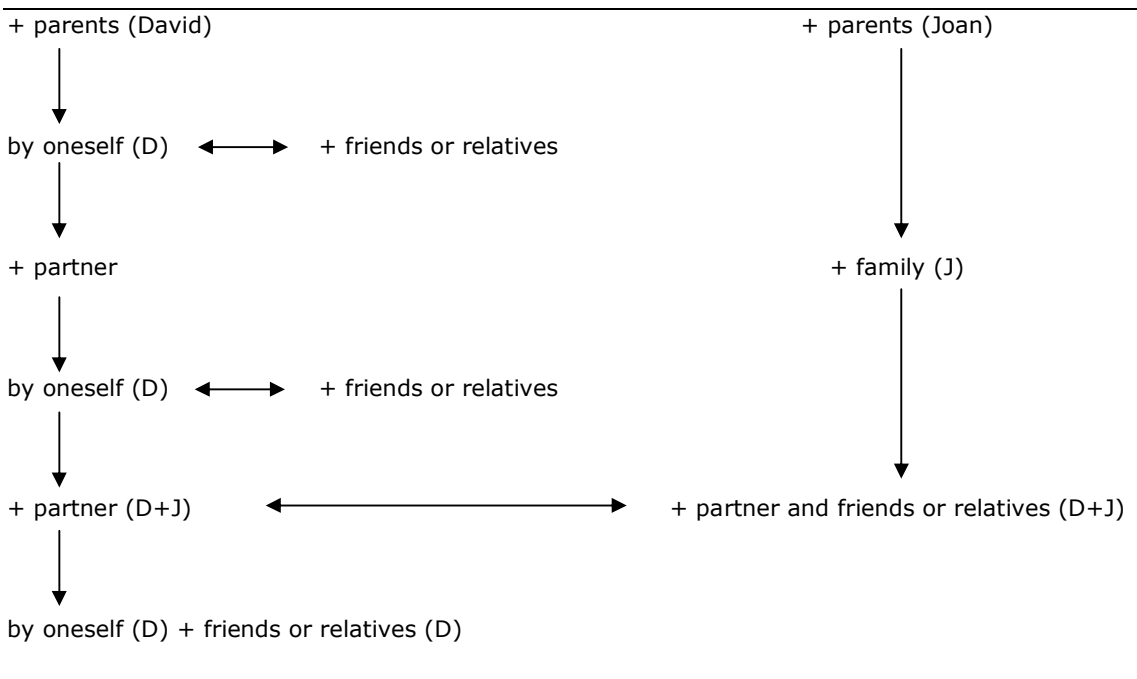 + parents (David) + parents (Joan)
by oneself (D) + friends or relatives
+ partner + family (J)
by oneself (D) + friends or relatives
+ partner (D+J) + partner and friends or relatives (D+J)
by oneself (D) + friends or relatives (D)